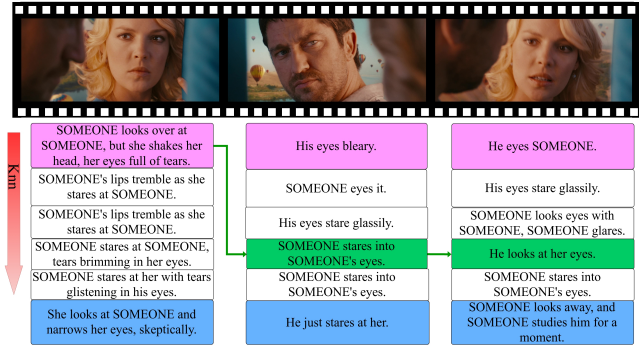 Knn
SOMEONE looks over at
SOMEONE, but she shakes her
head, her eyes full of tears.
SOMEONE's lips tremble as she
stares at SOMEONE.
SOMEONE's lips tremble as she
stares at SOMEONE.
SOMEONE stares at SOMEONE,
tears brimming in her eyes.
SOMEONE stares at her with tears
glistening in his eyes.
She looks at SOMEONE and
narrows her eyes, skeptically.
His eyes bleary.
SOMEONE eyes it.
His eyes stare glassily.
SOMEONE stares into
SOMEONE's eyes.
SOMEONE stares into
SOMEONE's eyes.
He just stares at her.
He eyes SOMEONE.
His eyes stare glassily.
SOMEONE looks eyes with
SOMEONE, SOMEONE glares.
He looks at her eyes.
SOMEONE stares into
SOMEONE's eyes.
SOMEONE looks away, and
SOMEONE studies him for a
moment.